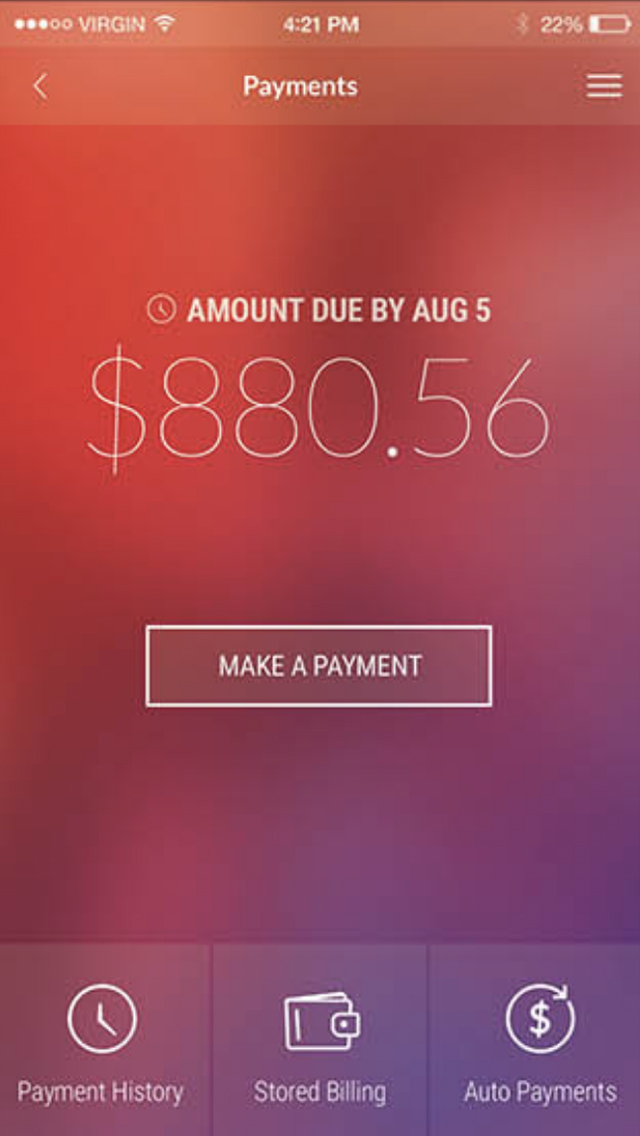 VIRGIN 4:21 PM 22%
Payments
AMOUNT DUE BY AUG 5
$880.56
MAKE A PAYMENT
Payment History Stored Billing Auto Payments